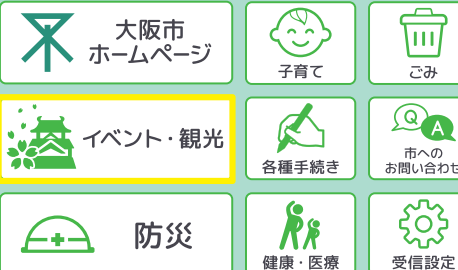 大阪市
ホームページ
子育て
ごみ
イベント・観光
各種手続き
Q
A
市への
お問い合わせ
防災
健康・医療
受信設定